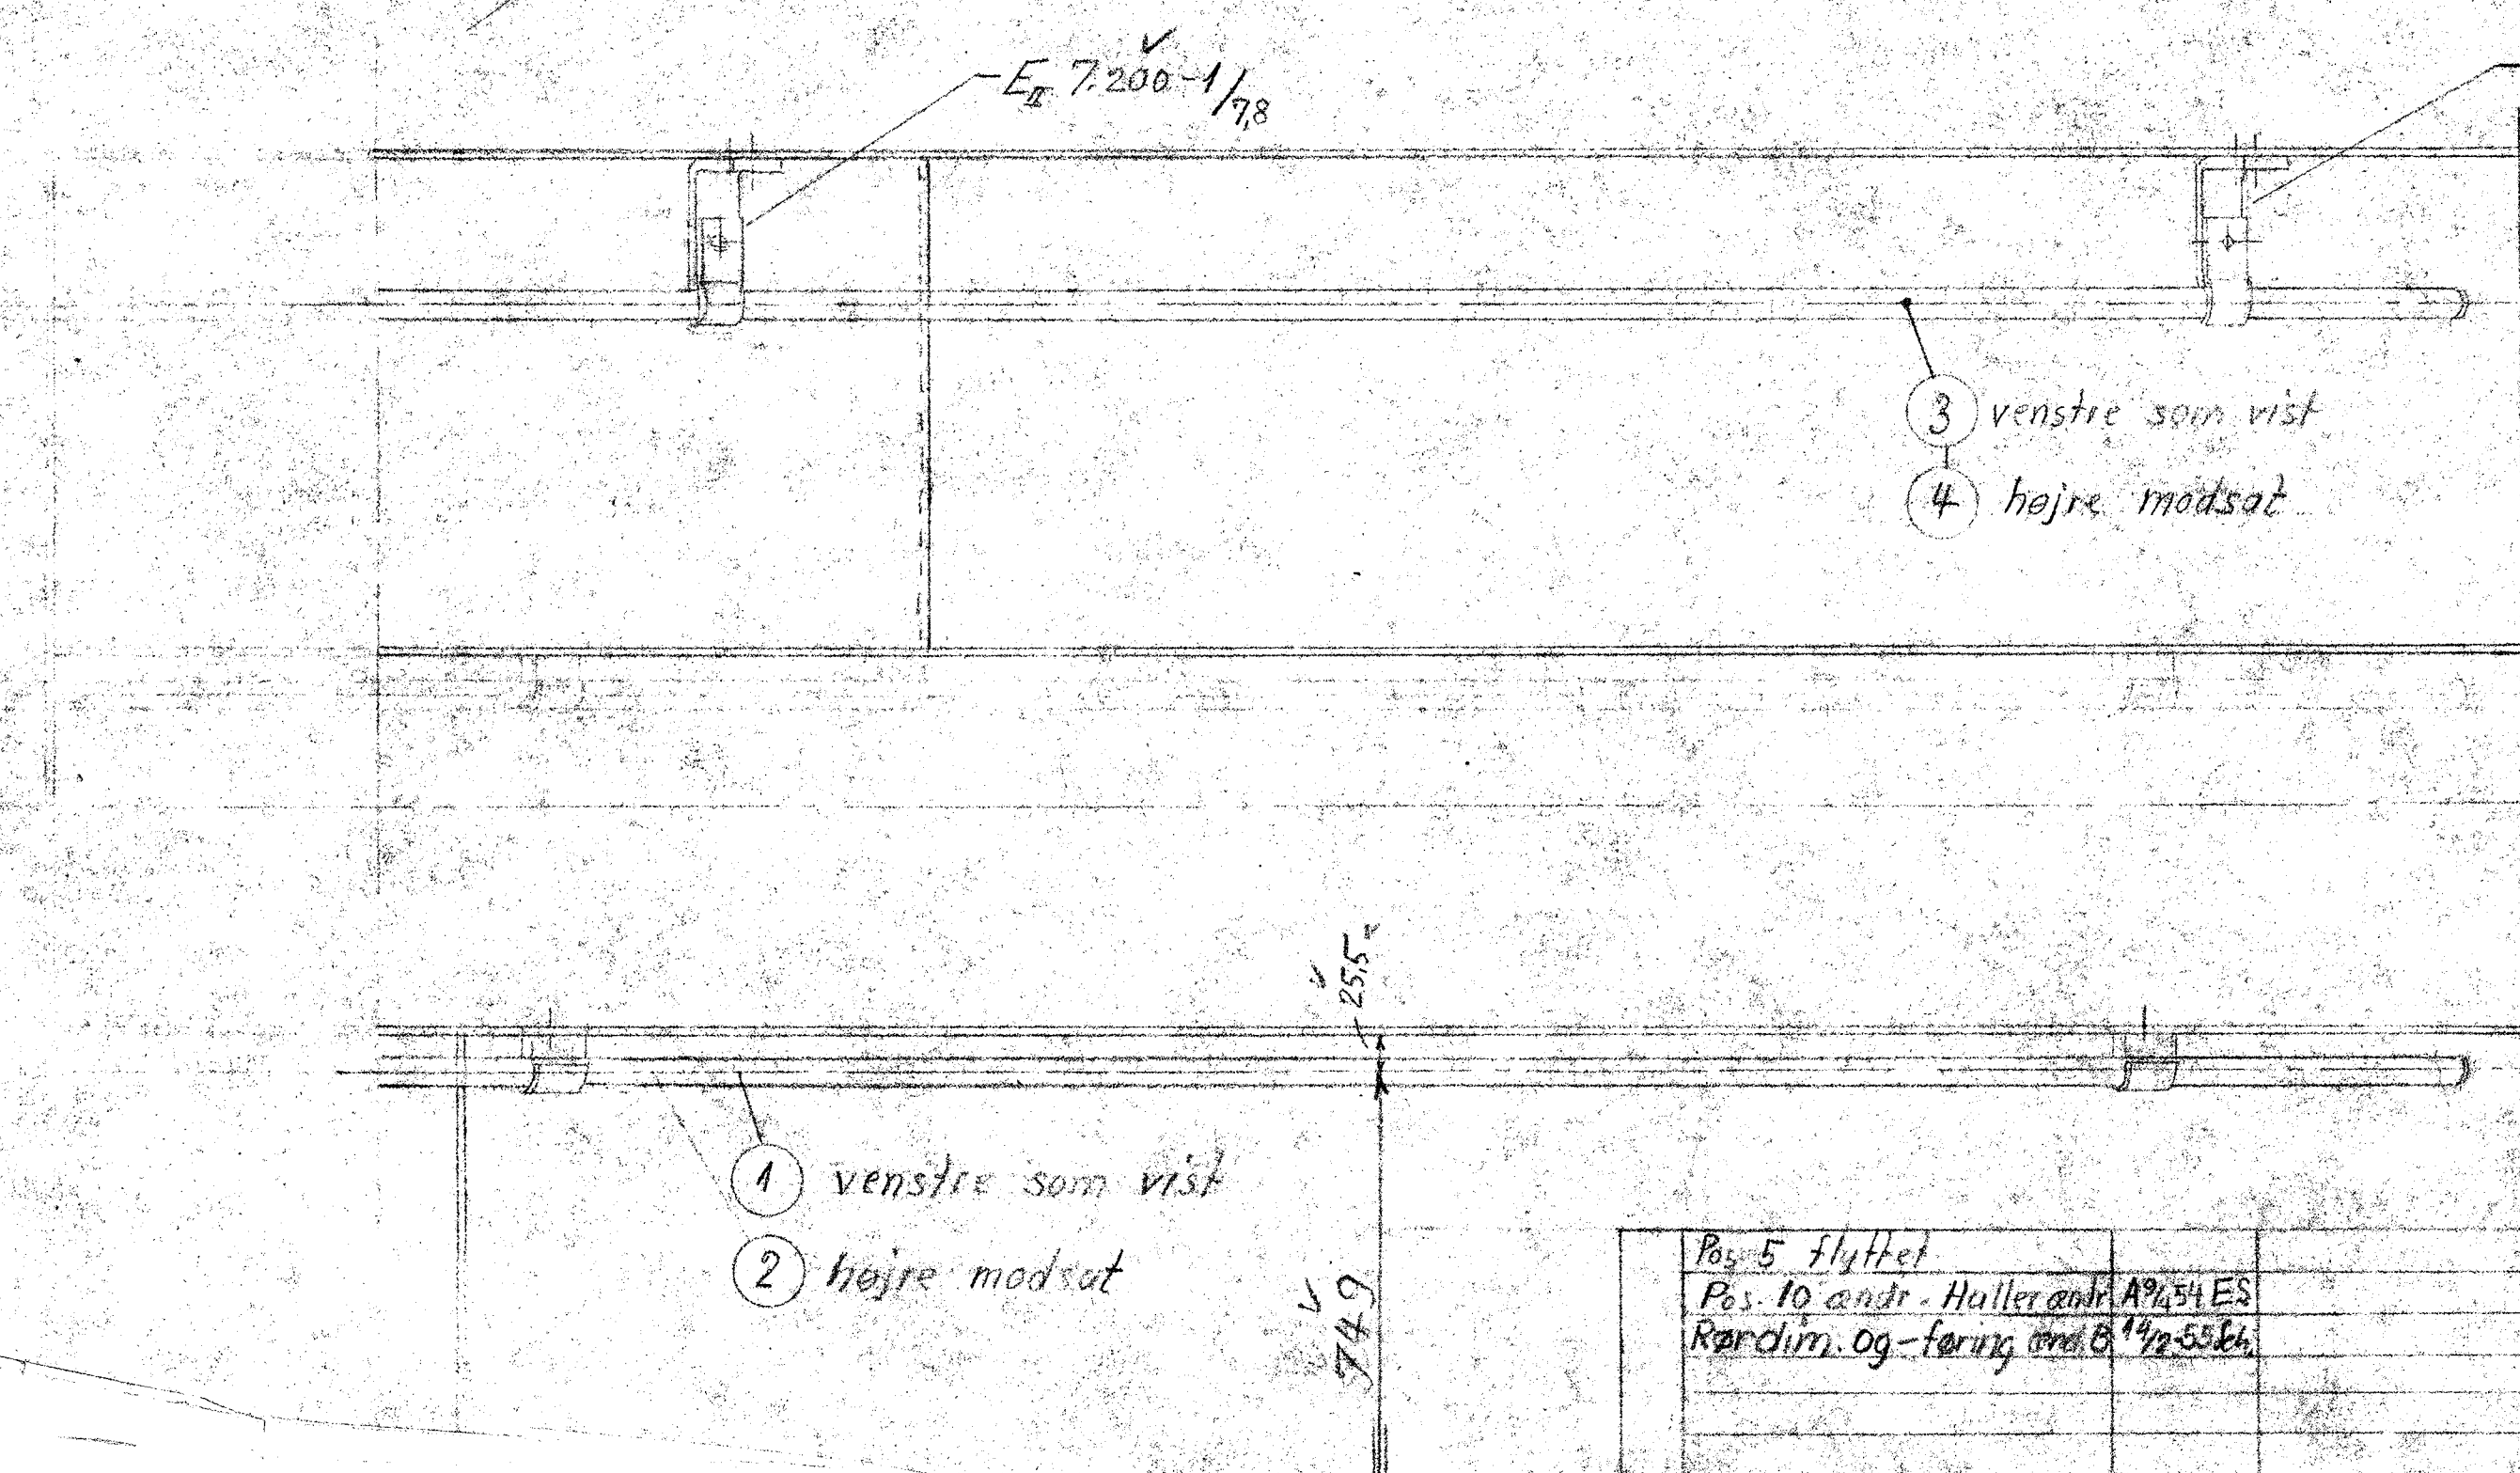 E II 7.200-1/7,8
3 venstre som vist
4 højre modsat
25,5
1 venstre som vist
2 højre modsat
749
Pos. 5 flyttet
Pos. 10 ændr. Huller ændr. A 9/4 54 ES
Rørdim. og -føring ænd. B 14/2-55